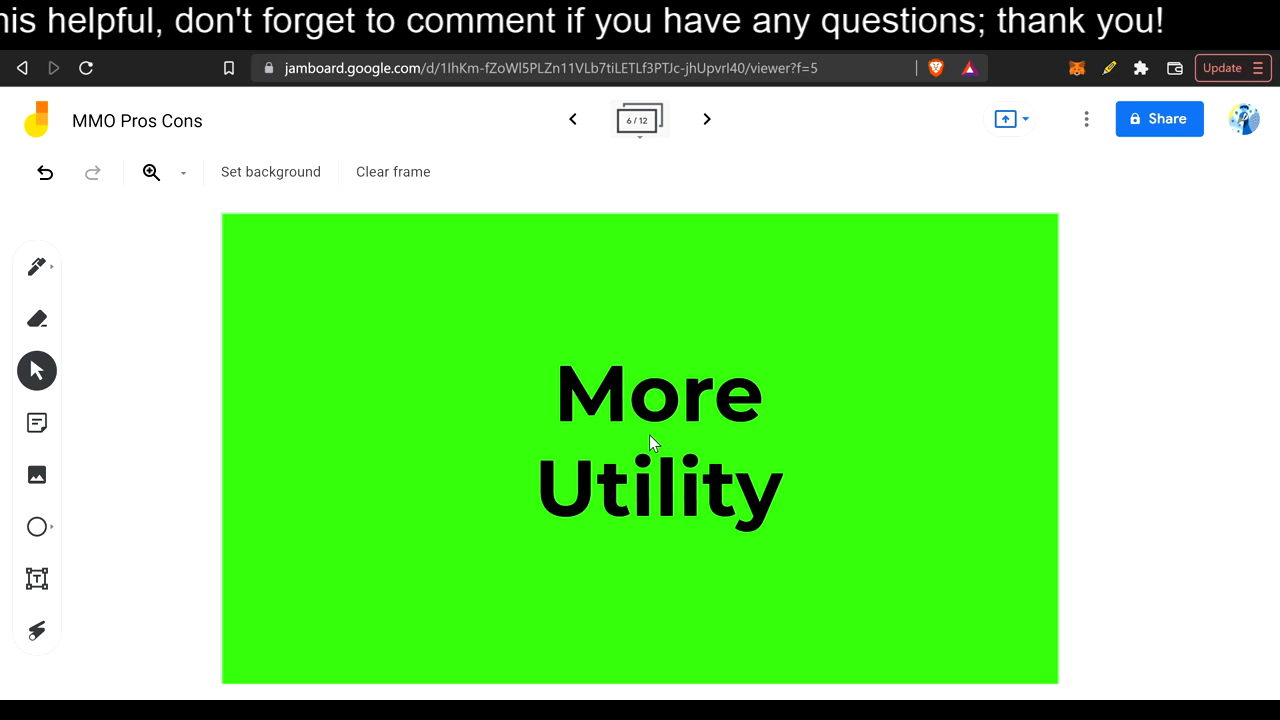 his helpful, don't forget to comment if you have any questions; thank you!
jamboard.google.com/d/1IhKm-fZoWl5PLZn11VLb7tiLETLf3PTJc-jhUpvrI40/viewer?f=5
Update
MMO Pros Cons
6 / 12
Share
Set background
Clear frame
More
Utility